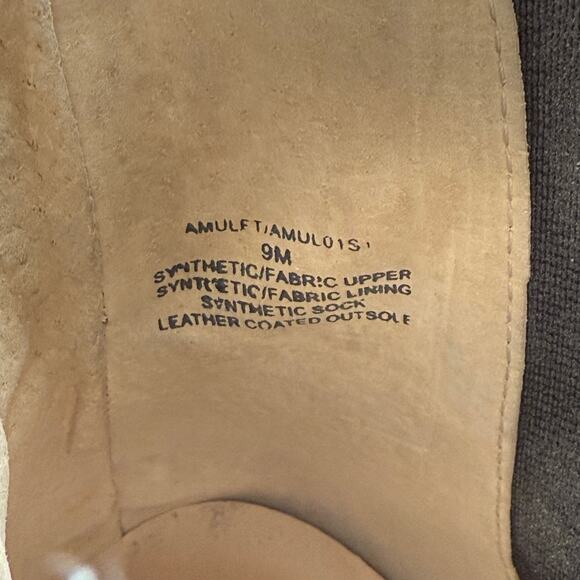 AMULET/AMUL01S1
9M
SYNTHETIC/FABRIC UPPER
SYNTHETIC/FABRIC LINING
SYNTHETIC SOCK
LEATHER COATED OUTSOLE